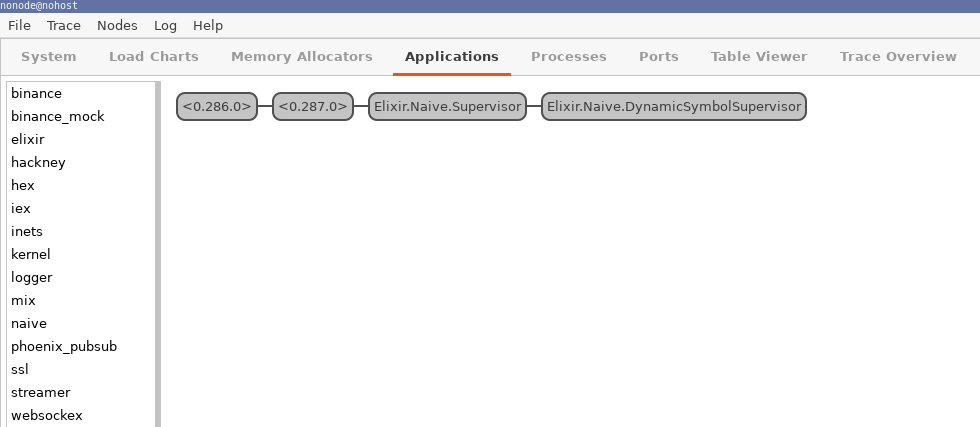 nonode@nohost
File Trace Nodes Log Help
System Load Charts Memory Allocators Applications Processes Ports Table Viewer Trace Overview
<0.286.0> <0.287.0> Elixir.Naive.Supervisor Elixir.Naive.DynamicSymbolSupervisor
binance
binance_mock
elixir
hackney
hex
iex
inets
kernel
logger
mix
naive
phoenix_pubsub
ssl
streamer
websockex